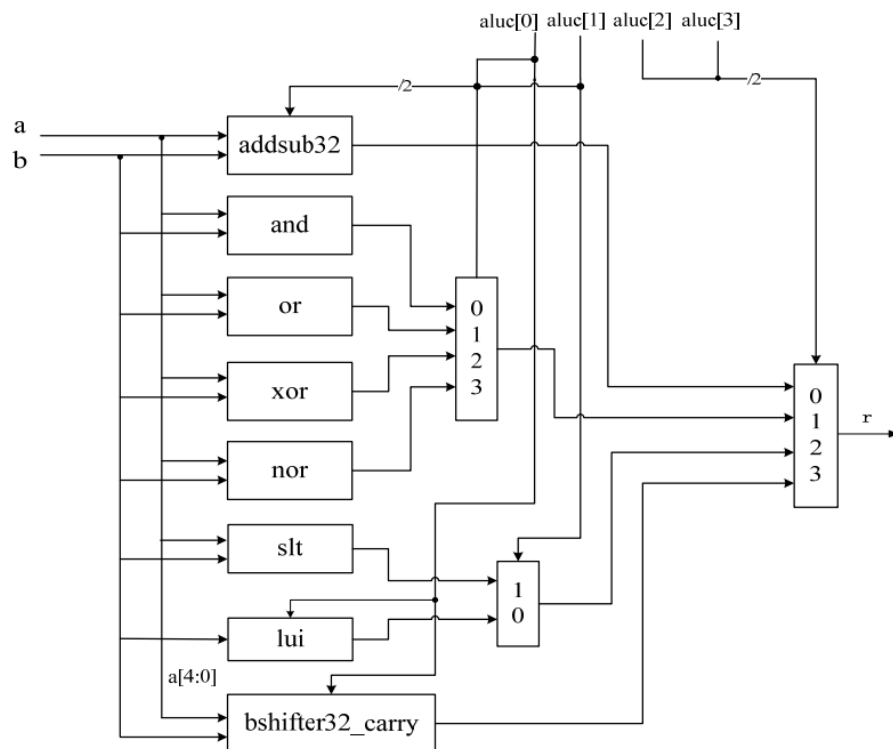 aluc[0] aluc[1] aluc[2] aluc[3]
/2
/2
a
b
addsub32
and
or
xor
nor
slt
lui
a[4:0]
bshifter32_carry
0
1
2
3
1
0
0
1
2
3
r